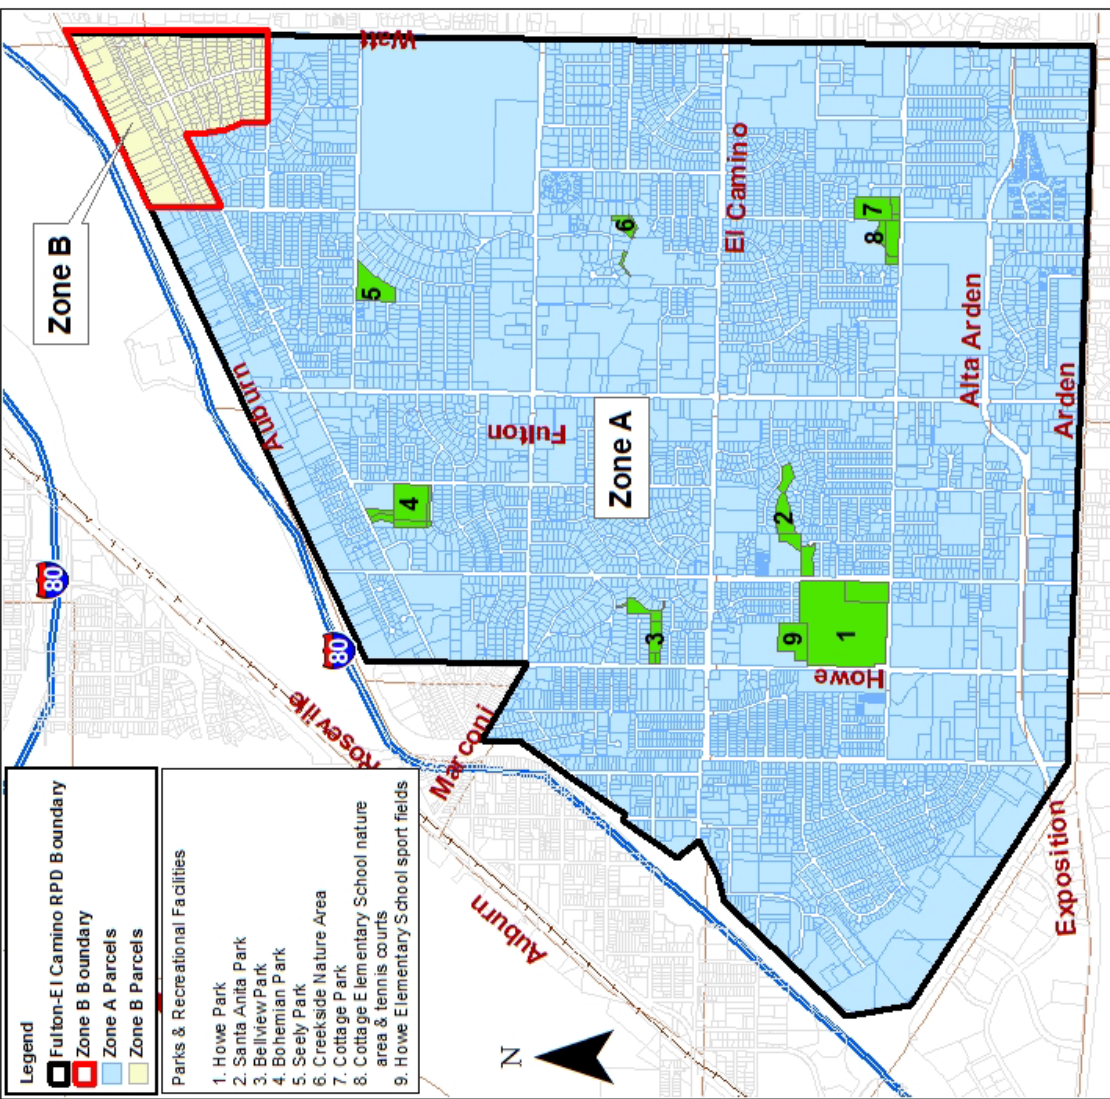 Legend
Fulton-El Camino RPD Boundary
Zone B Boundary
Zone A Parcels
Zone B Parcels
Parks & Recreational Facilities
1. Howe Park
2. Santa Anita Park
3. Bellview Park
4. Bohemian Park
5. Seely Park
6. Creekside Nature Area
7. Cottage Park
8. Cottage Elementary School nature
area & tennis courts
9. Howe Elementary School sport fields
N
Auburn
Roseville
Marconi
80
80
Zone B
Auburn
Watt
5
4
Fulton
6
Zone A
3
El Camino
2
9
1
Howe
7
8
Alta Arden
Arden
Exposition